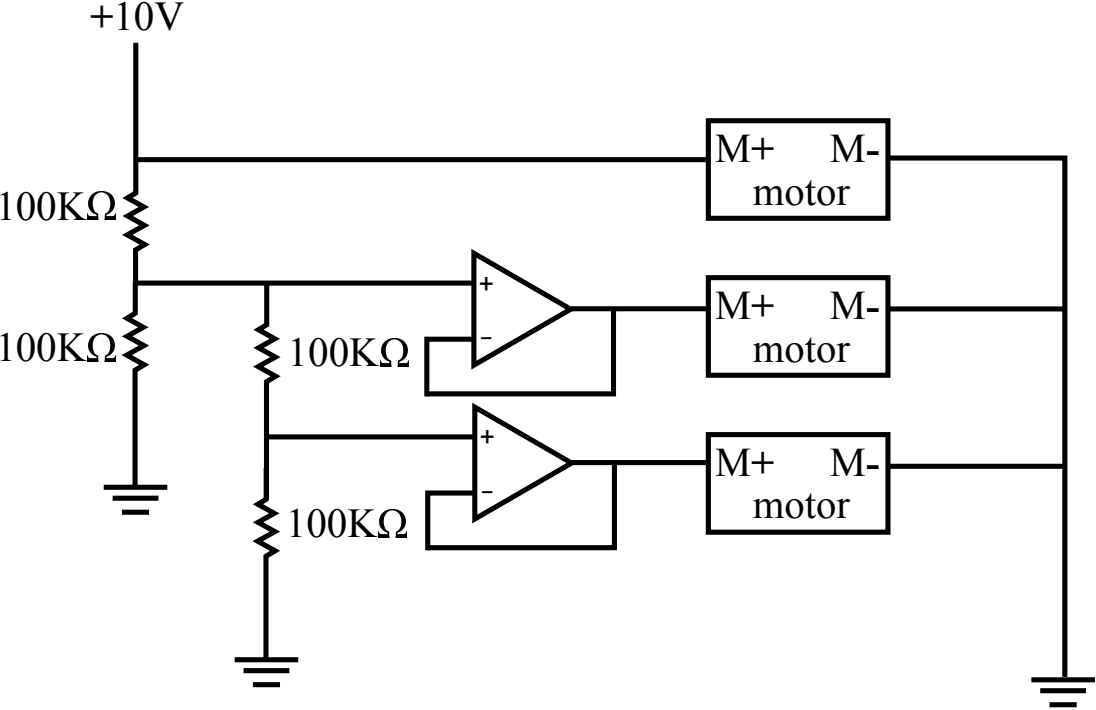 +10V
M+ M-
motor
100KΩ
+
M+ M-
100KΩ
-
100KΩ
motor
+
M+ M-
-
motor
100KΩ